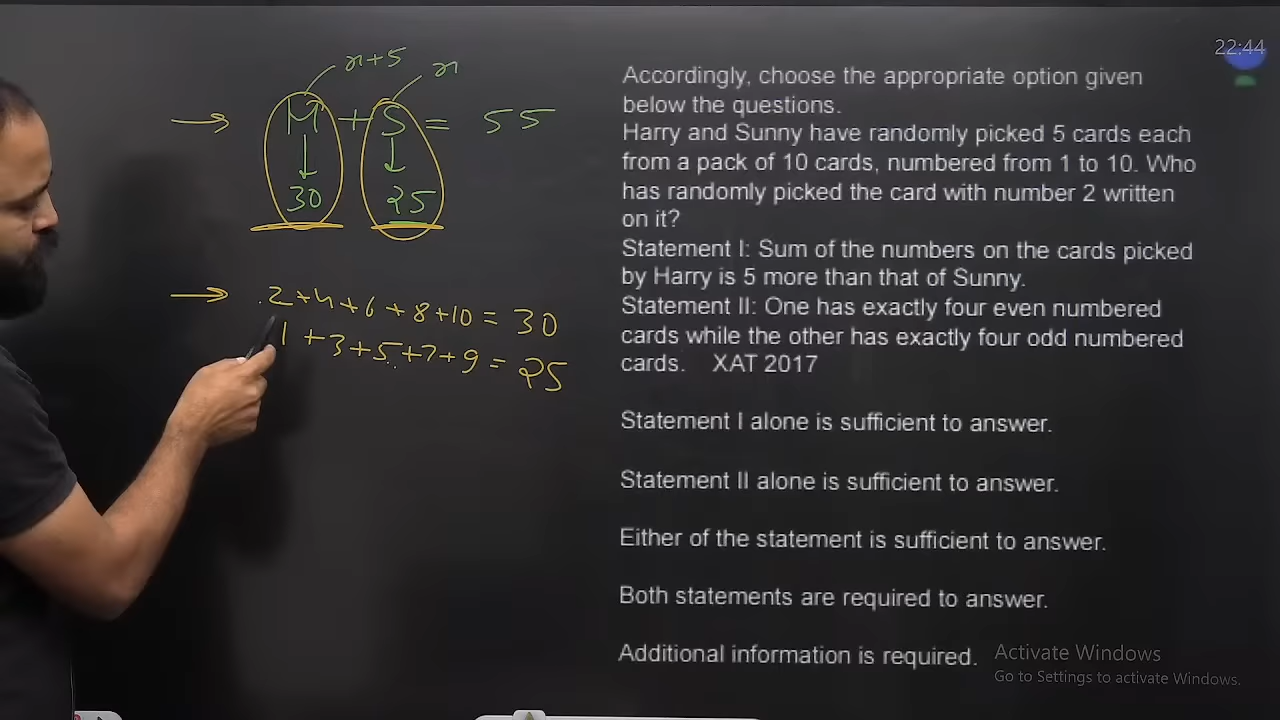 22:44
x+5
x
H + S = 55
30 25
2+4+6+8+10 = 30
1+3+5+7+9 = 25
Accordingly, choose the appropriate option given
below the questions.
Harry and Sunny have randomly picked 5 cards each
from a pack of 10 cards, numbered from 1 to 10. Who
has randomly picked the card with number 2 written
on it?
Statement I: Sum of the numbers on the cards picked
by Harry is 5 more than that of Sunny.
Statement II: One has exactly four even numbered
cards while the other has exactly four odd numbered
cards. XAT 2017
Statement I alone is sufficient to answer.
Statement II alone is sufficient to answer.
Either of the statement is sufficient to answer.
Both statements are required to answer.
Additional information is required.
Activate Windows
Go to Settings to activate Windows.